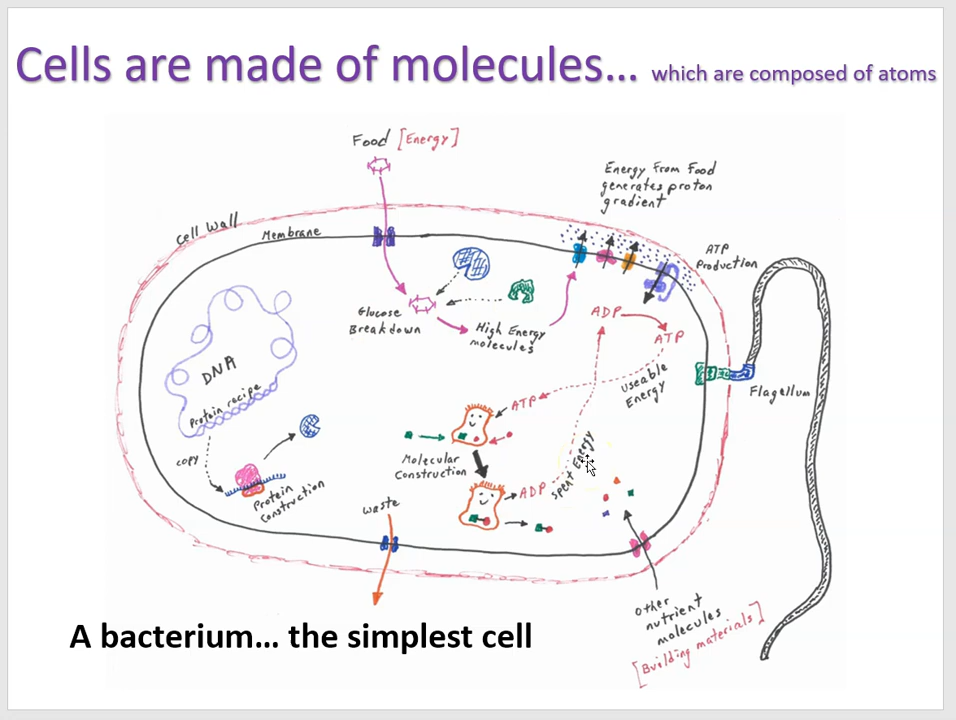 Cells are made of molecules... which are composed of atoms
Food [Energy]
Energy From Food
generates proton
gradient
Cell Wall
Membrane
ATP
Production
Glucose
Breakdown
High Energy
molecules
ADP
ATP
DNA
Protein recipe
Useable
Energy
Flagellum
ATP
copy
Molecular
Construction
Protein
Construction
ADP
Spent Energy
waste
Other
nutrient
molecules
[Building materials]
A bacterium... the simplest cell